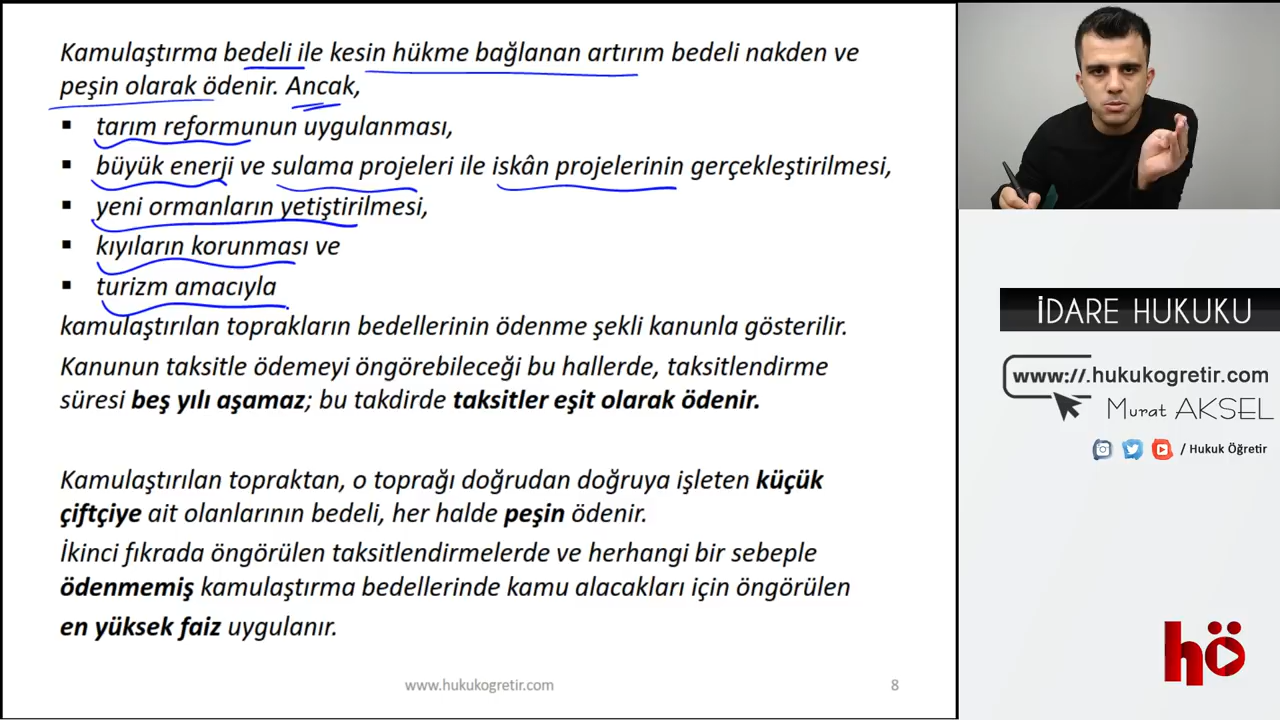 Kamulaştırma bedeli ile kesin hükme bağlanan artırım bedeli nakden ve
peşin olarak ödenir. Ancak,
▪ tarım reformunun uygulanması,
▪ büyük enerji ve sulama projeleri ile iskân projelerinin gerçekleştirilmesi,
▪ yeni ormanların yetiştirilmesi,
▪ kıyıların korunması ve
▪ turizm amacıyla
kamulaştırılan toprakların bedellerinin ödenme şekli kanunla gösterilir.
Kanunun taksitle ödemeyi öngörebileceği bu hallerde, taksitlendirme
süresi beş yılı aşamaz; bu takdirde taksitler eşit olarak ödenir.
Kamulaştırılan topraktan, o toprağı doğrudan doğruya işleten küçük
çiftçiye ait olanlarının bedeli, her halde peşin ödenir.
İkinci fıkrada öngörülen taksitlendirmelerde ve herhangi bir sebeple
ödenmemiş kamulaştırma bedellerinde kamu alacakları için öngörülen
en yüksek faiz uygulanır.
www.hukukogretir.com
8
İDARE HUKUKU
www://.hukukogretir.com
Murat AKSEL
/ Hukuk Öğretir
hö